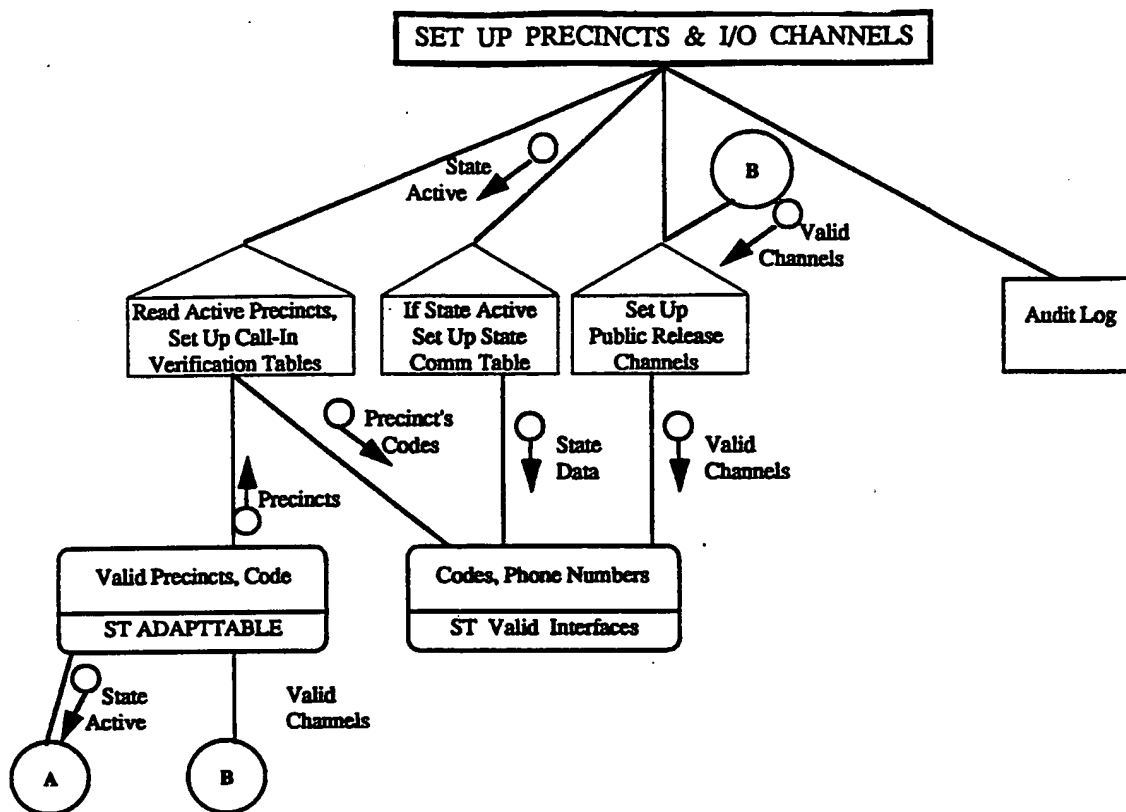 SET UP PRECINCTS & I/O CHANNELS
State
Active
B
Valid
Channels
Read Active Precincts,
Set Up Call-In
Verification Tables
If State Active
Set Up State
Comm Table
Set Up
Public Release
Channels
Audit Log
Precinct's
Codes
State
Data
Valid
Channels
Precincts
Valid Precincts, Code
ST ADAPTTABLE
Codes, Phone Numbers
ST Valid Interfaces
State
Active
Valid
Channels
A
B